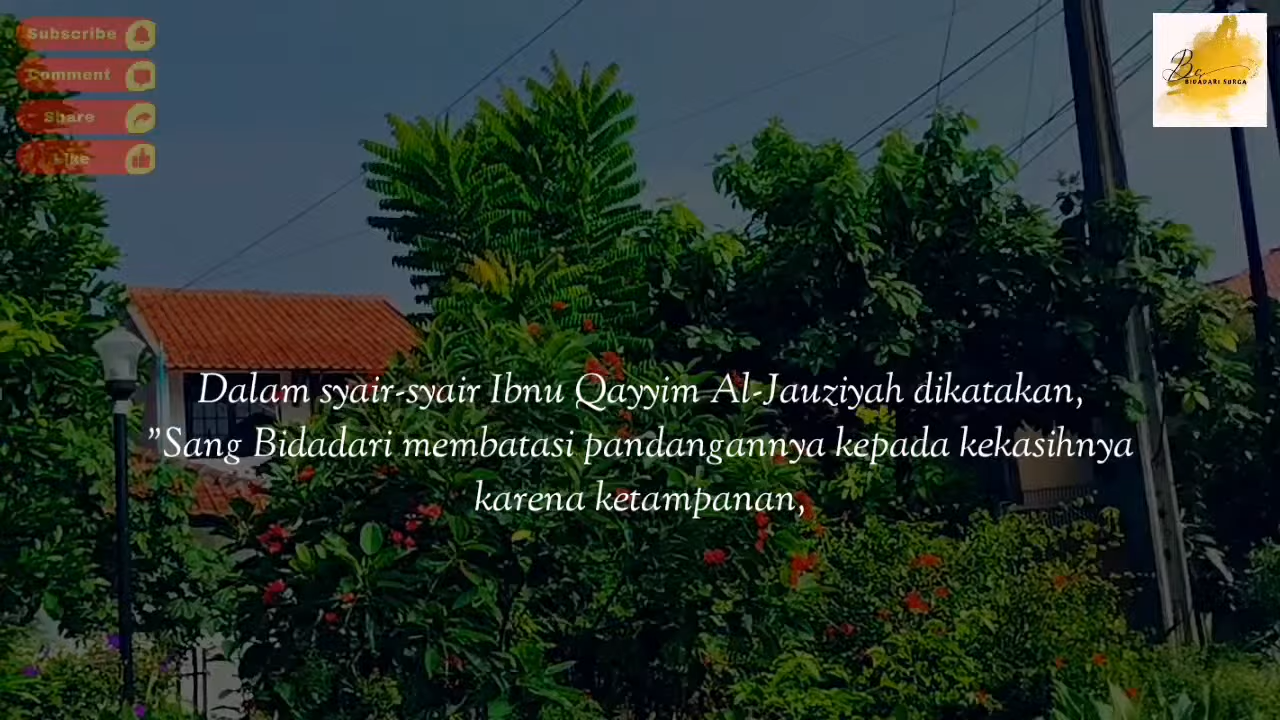 Subscribe
Comment
Share
Like
Bs
BIDADARI SURGA
Dalam syair-syair Ibnu Qayyim Al-Jauziyah dikatakan,
"Sang Bidadari membatasi pandangannya kepada kekasihnya
karena ketampanan,